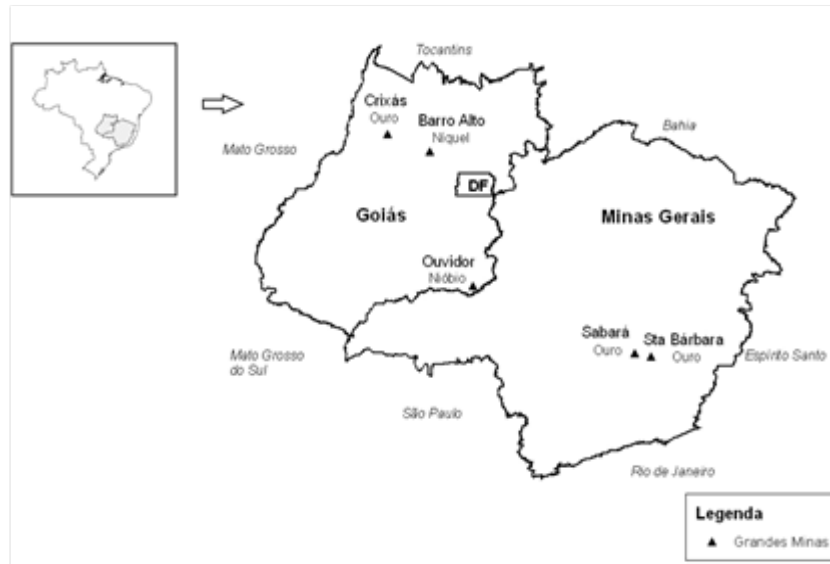 Tocantins
Crixás
Ouro
Barro Alto
Níquel
Bahia
Mato Grosso
DF
Goiás
Minas Gerais
Ouvidor
Nióbio
Sabará
Ouro
Sta Bárbara
Ouro
Mato Grosso
do Sul
Espírito Santo
São Paulo
Rio de Janeiro
Legenda
Grandes Minas